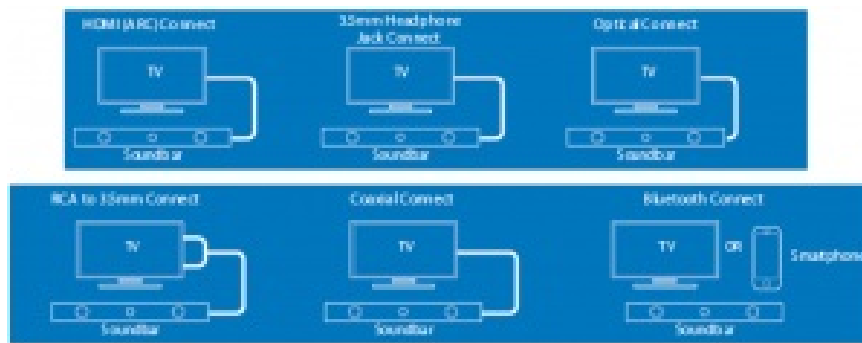 HDMI (ARC) Connect
3.5mm Headphone
Jack Connect
Optical Connect
TV
TV
TV
Soundbar
Soundbar
Soundbar
RCA to 3.5mm Connect
Coaxial Connect
Bluetooth Connect
TV
TV
TV
OR
Smartphone
Soundbar
Soundbar
Soundbar